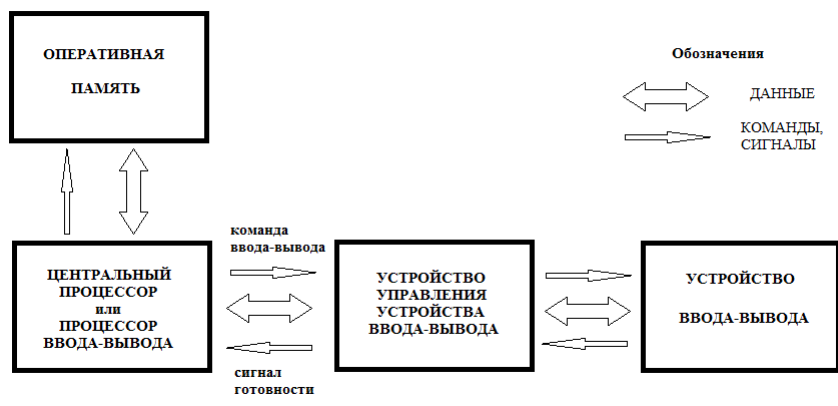 ОПЕРАТИВНАЯ
ПАМЯТЬ
Обозначения
ДАННЫЕ
КОМАНДЫ,
СИГНАЛЫ
команда
ввода-вывода
ЦЕНТРАЛЬНЫЙ
ПРОЦЕССОР
или
ПРОЦЕССОР
ВВОДА-ВЫВОДА
УСТРОЙСТВО
УПРАВЛЕНИЯ
УСТРОЙСТВА
ВВОДА-ВЫВОДА
УСТРОЙСТВО
ВВОДА-ВЫВОДА
сигнал
готовности